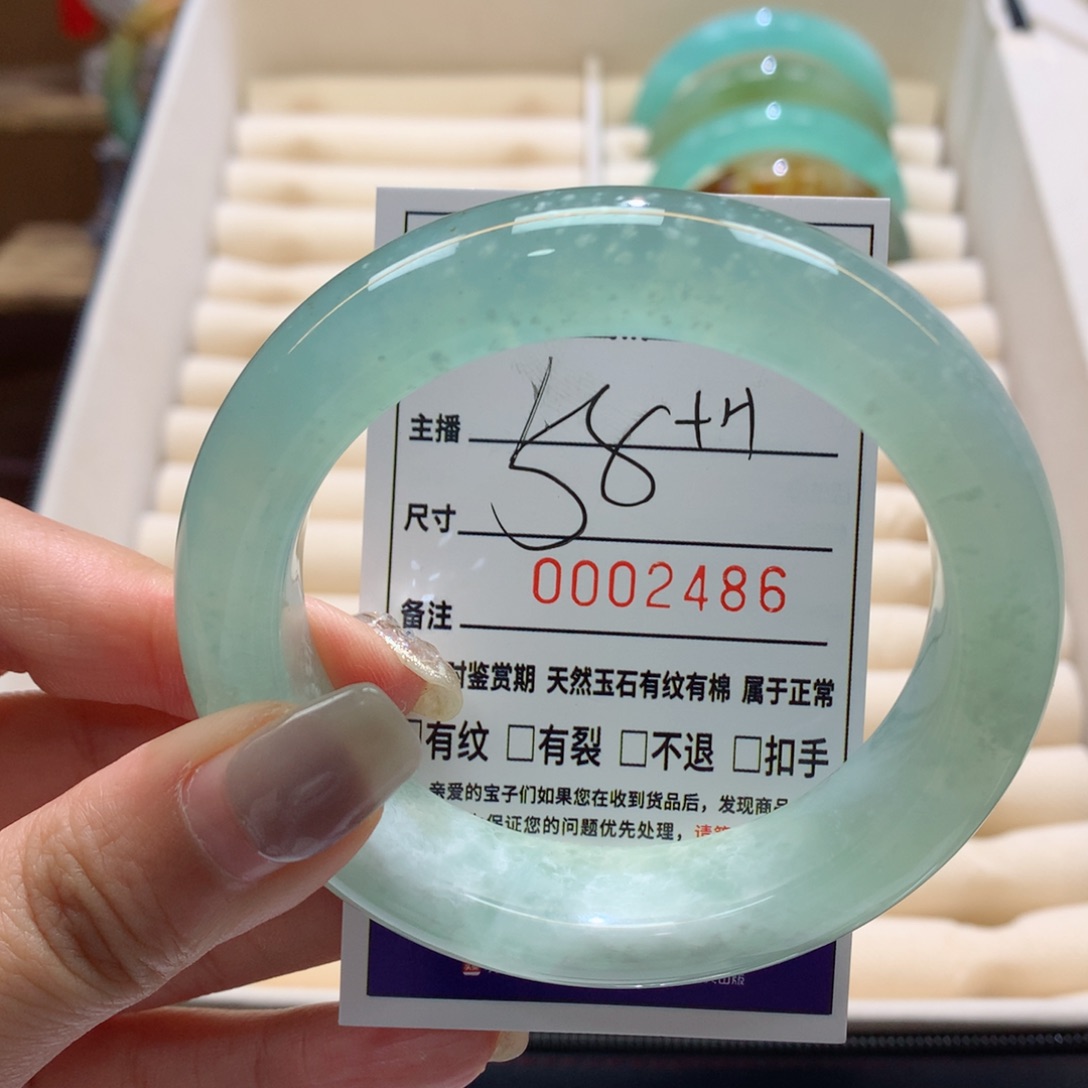 主播
58+
尺寸
0002486
备注
时鉴赏期 天然玉石有纹有棉 属于正常
□有纹 □有裂 □不退 □扣手
亲爱的宝子们如果您在收到货品后，发现商品
保证您的问题优先处理，请